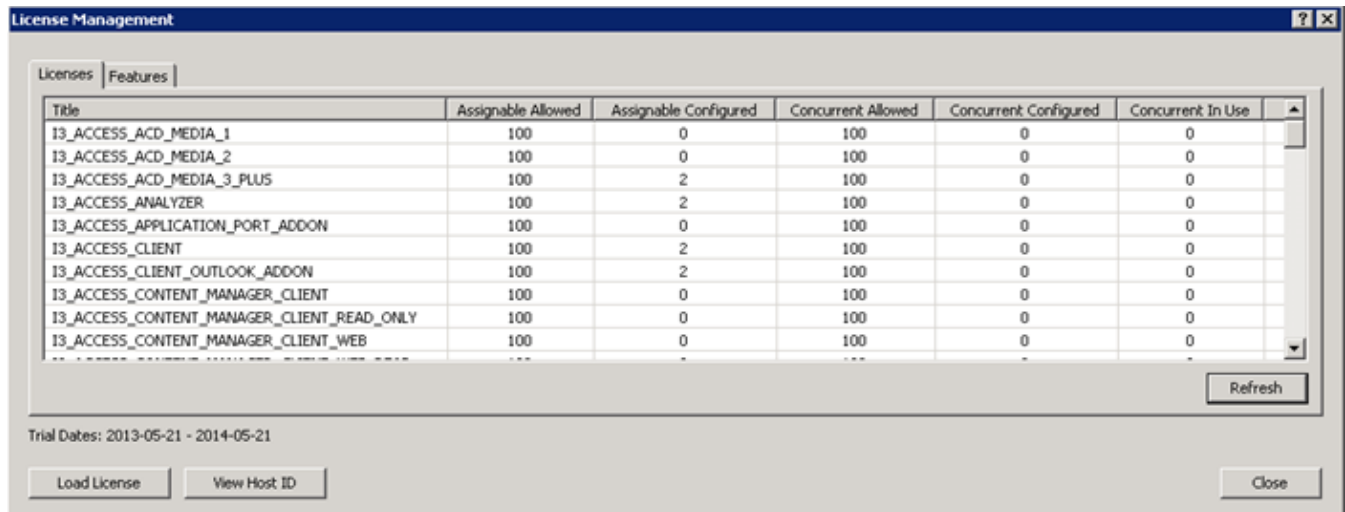 License Management
Licenses Features
Title Assignable Allowed Assignable Configured Concurrent Allowed Concurrent Configured Concurrent In Use
I3_ACCESS_ACD_MEDIA_1 100 0 100 0 0
I3_ACCESS_ACD_MEDIA_2 100 0 100 0 0
I3_ACCESS_ACD_MEDIA_3_PLUS 100 2 100 0 0
I3_ACCESS_ANALYZER 100 2 100 0 0
I3_ACCESS_APPLICATION_PORT_ADDON 100 0 100 0 0
I3_ACCESS_CLIENT 100 2 100 0 0
I3_ACCESS_CLIENT_OUTLOOK_ADDON 100 2 100 0 0
I3_ACCESS_CONTENT_MANAGER_CLIENT 100 0 100 0 0
I3_ACCESS_CONTENT_MANAGER_CLIENT_READ_ONLY 100 0 100 0 0
I3_ACCESS_CONTENT_MANAGER_CLIENT_WEB 100 0 100 0 0
Refresh
Trial Dates: 2013-05-21 - 2014-05-21
Load License View Host ID Close